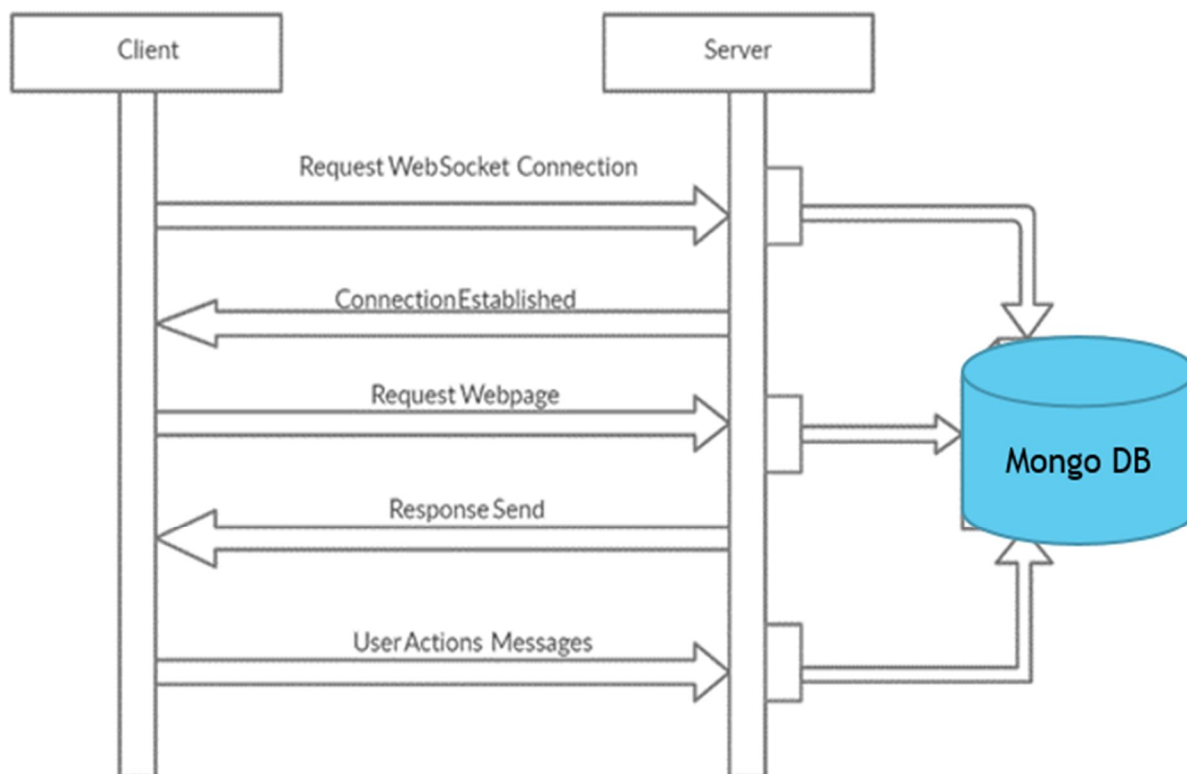 Client
Server
Request WebSocket Connection
Connection Established
Request Webpage
Mongo DB
Response Send
User Actions Messages